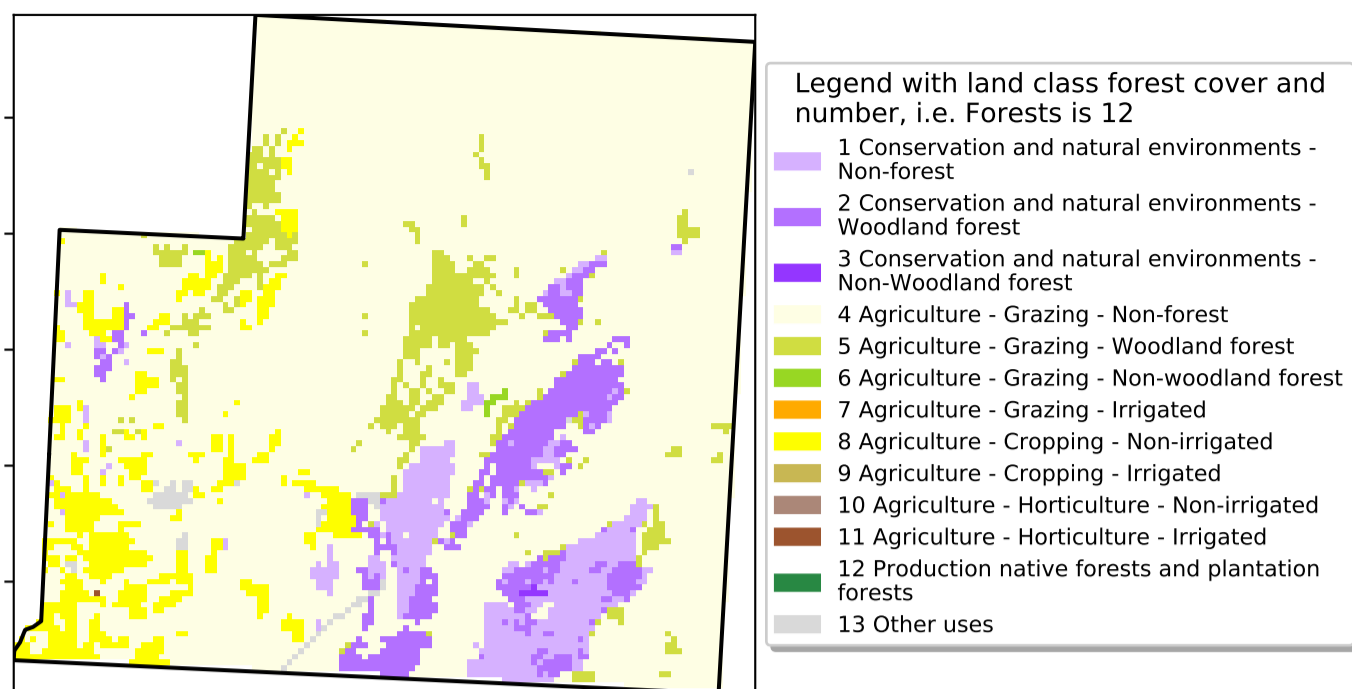 Legend with land class forest cover and
number, i.e. Forests is 12
1 Conservation and natural environments -
Non-forest
2 Conservation and natural environments -
Woodland forest
3 Conservation and natural environments -
Non-Woodland forest
4 Agriculture - Grazing - Non-forest
5 Agriculture - Grazing - Woodland forest
6 Agriculture - Grazing - Non-woodland forest
7 Agriculture - Grazing - Irrigated
8 Agriculture - Cropping - Non-irrigated
9 Agriculture - Cropping - Irrigated
10 Agriculture - Horticulture - Non-irrigated
11 Agriculture - Horticulture - Irrigated
12 Production native forests and plantation
forests
13 Other uses